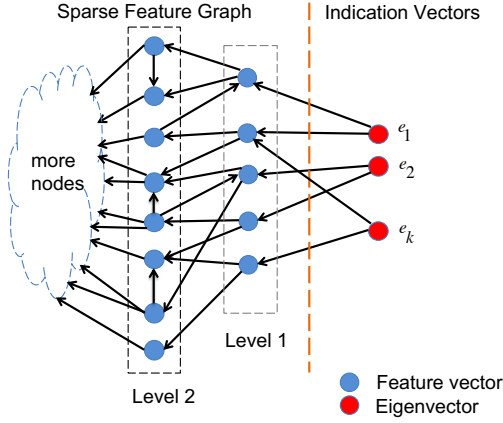 Sparse Feature Graph
Indication Vectors
more
nodes
e1
e2
ek
Level 1
Level 2
Feature vector
Eigenvector